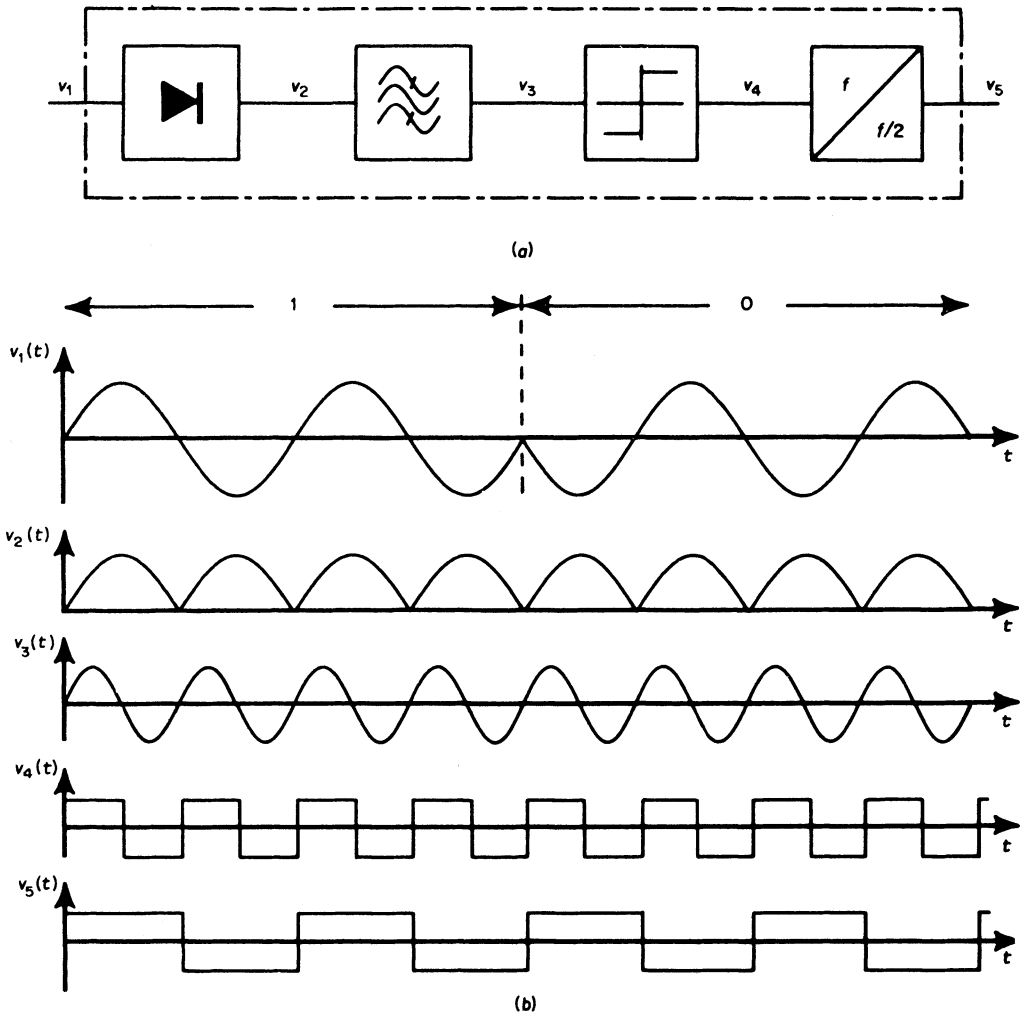 v1 v2 v3 v4 f f/2 v5
(a)
1 0
v1(t)
t
v2(t)
t
v3(t)
t
v4(t)
t
v5(t)
t
(b)